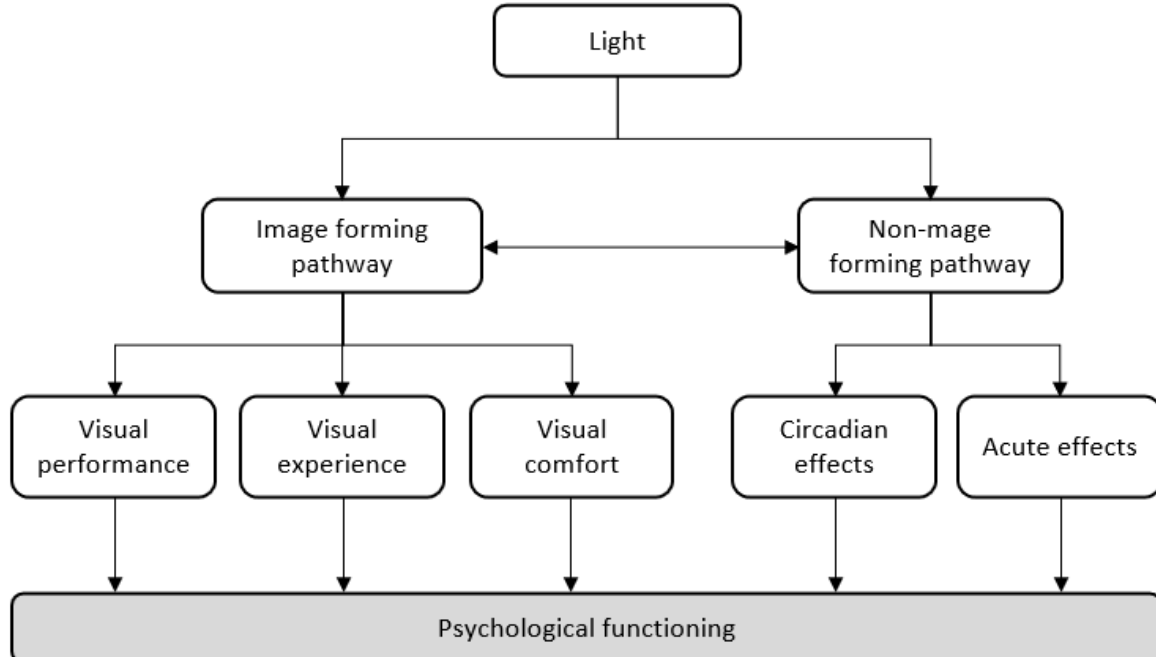 Light
Image forming
pathway
Non-mage
forming pathway
Visual
performance
Visual
experience
Visual
comfort
Circadian
effects
Acute effects
Psychological functioning